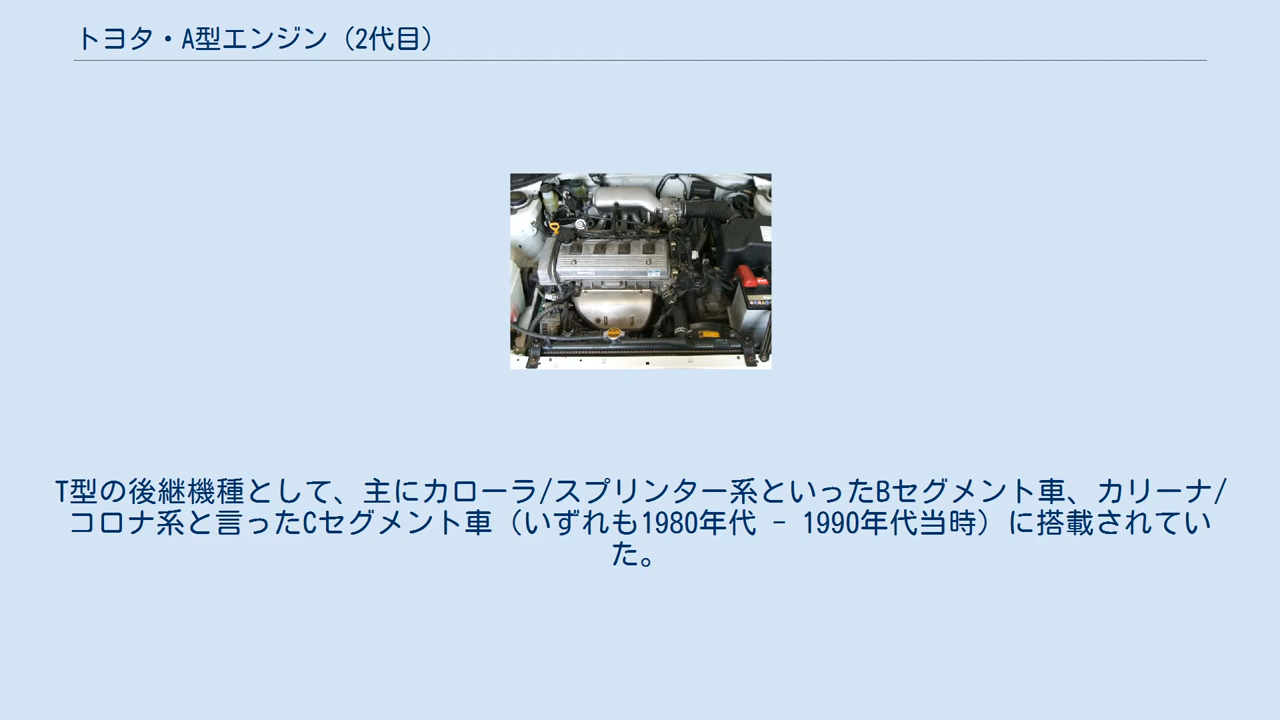 トヨタ・A型エンジン（2代目）
T型の後継機種として、主にカローラ/スプリンター系といったBセグメント車、カリーナ/
コロナ系と言ったCセグメント車（いずれも1980年代 - 1990年代当時）に搭載されてい
た。